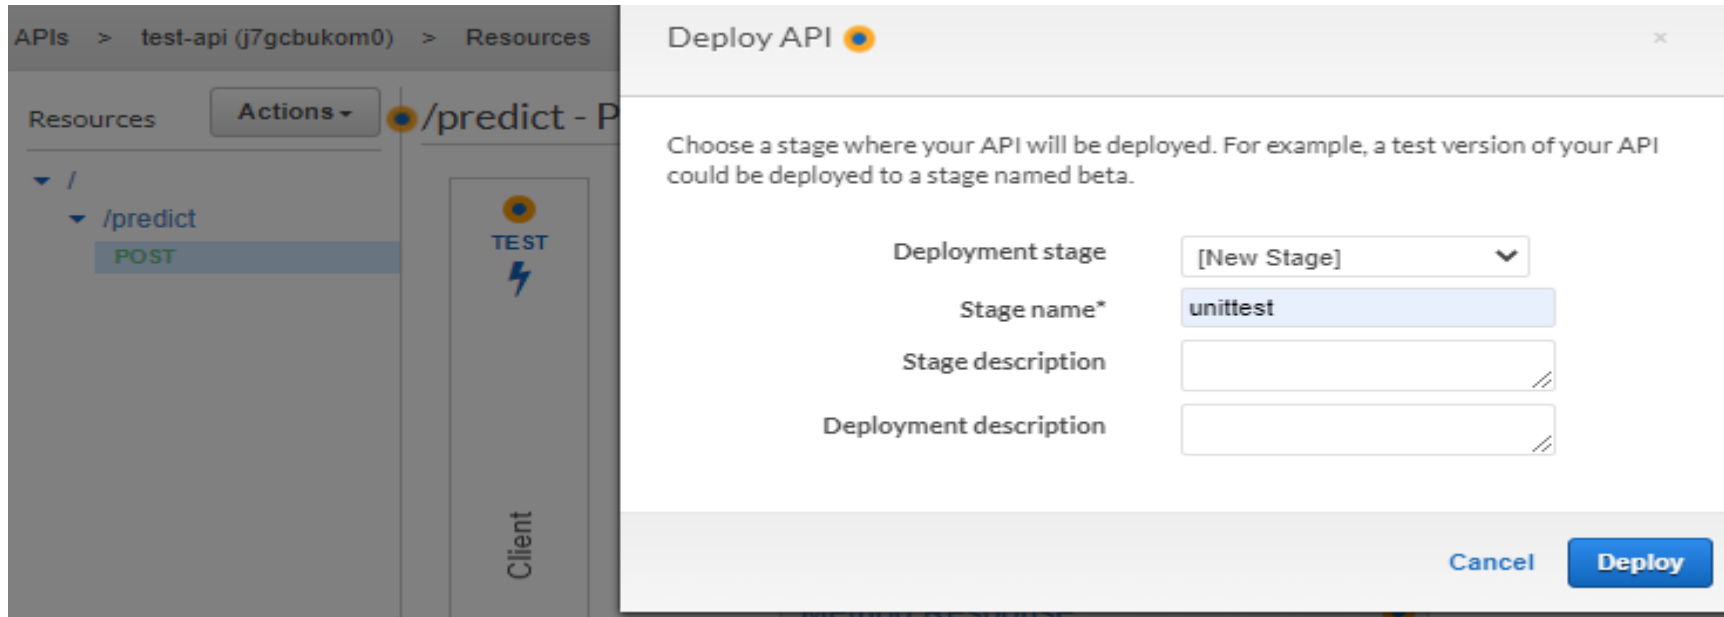 APIs > test-api (j7gcbukom0) > Resources
Resources
Actions
/predict - P
/
/predict
POST
TEST
Client
Deploy API
×
Choose a stage where your API will be deployed. For example, a test version of your API
could be deployed to a stage named beta.
Deployment stage
[New Stage]
Stage name*
unittest
Stage description
Deployment description
Cancel
Deploy
Method Response